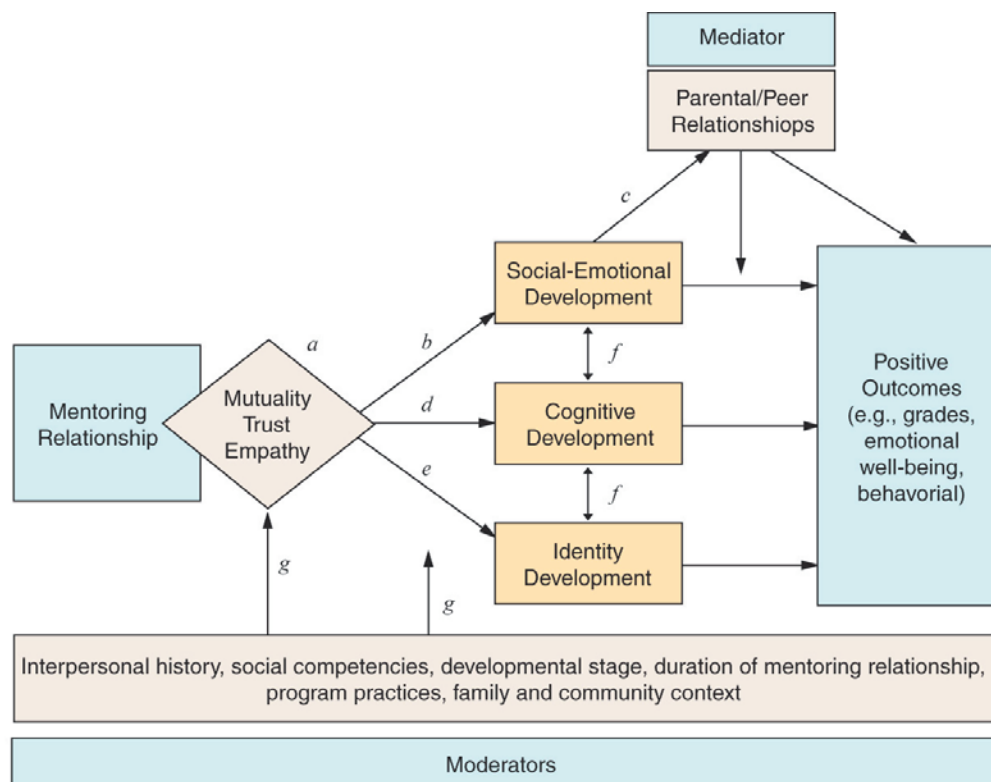 Mediator
Parental/Peer
Relationshiops
c
Social-Emotional
Development
a
b
f
Mentoring
Relationship
Mutuality
Trust
Empathy
d
Cognitive
Development
Positive
Outcomes
(e.g., grades,
emotional
well-being,
behavorial)
e
f
Identity
Development
g
g
Interpersonal history, social competencies, developmental stage, duration of mentoring relationship,
program practices, family and community context
Moderators